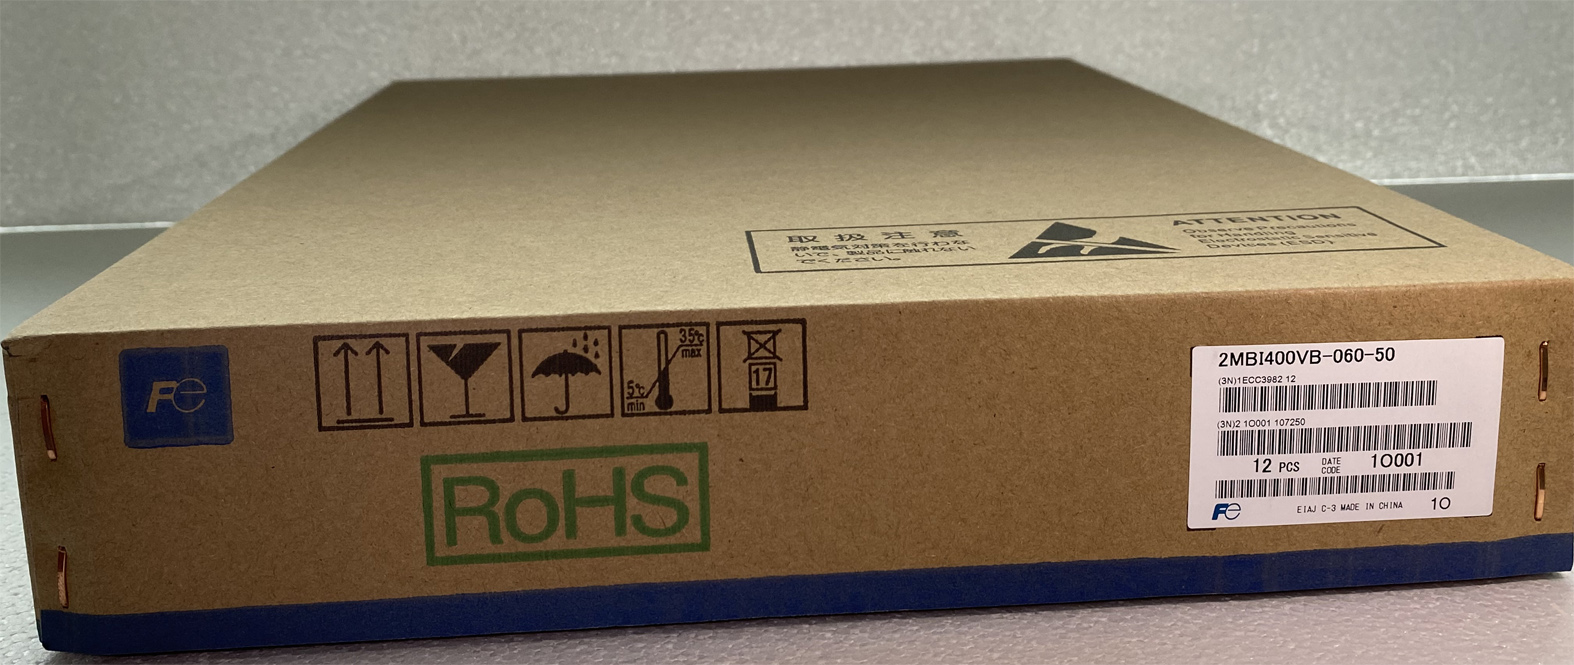 取扱注意
静電気対策を行わな
いで、製品に触れない
でください。
ATTENTION
Observe Precautions
for Handling
Electrostatic Sensitive
Devices (ESD)
Fe
35℃
max
5℃
min
17
RoHS
2MBI400VB-060-50
(3N)1ECC3982 12
(3N)2 1O001 107250
12 PCS DATE CODE 1O001
Fe EIAJ C-3 MADE IN CHINA 1O